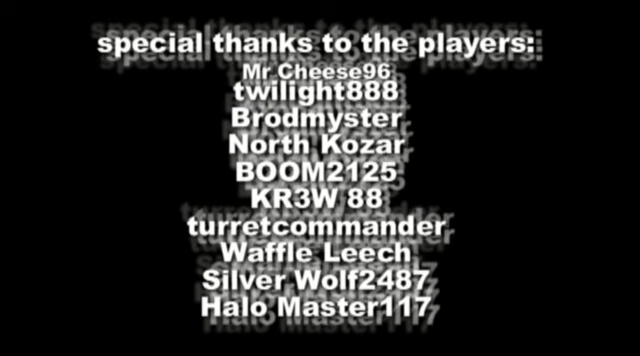 special thanks to the players:
Mr Cheese96
twilight888
Brodmyster
North Kozar
BOOM2125
KR3W 88
turretcommander
Waffle Leech
Silver Wolf2487
Halo Master117